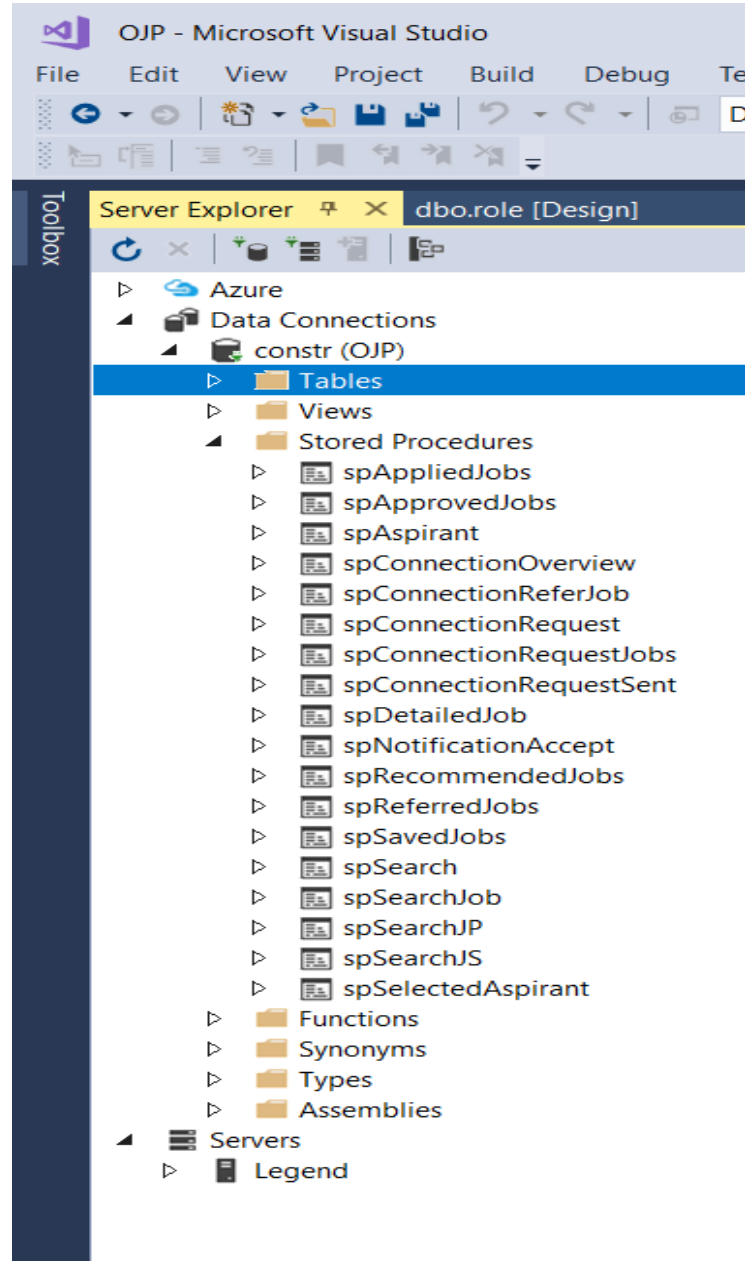 OJP - Microsoft Visual Studio
File Edit View Project Build Debug Te
D
Toolbox
Server Explorer dbo.role [Design]
Azure
Data Connections
constr (OJP)
Tables
Views
Stored Procedures
spAppliedJobs
spApprovedJobs
spAspirant
spConnectionOverview
spConnectionReferJob
spConnectionRequest
spConnectionRequestJobs
spConnectionRequestSent
spDetailedJob
spNotificationAccept
spRecommendedJobs
spReferredJobs
spSavedJobs
spSearch
spSearchJob
spSearchJP
spSearchJS
spSelectedAspirant
Functions
Synonyms
Types
Assemblies
Servers
Legend